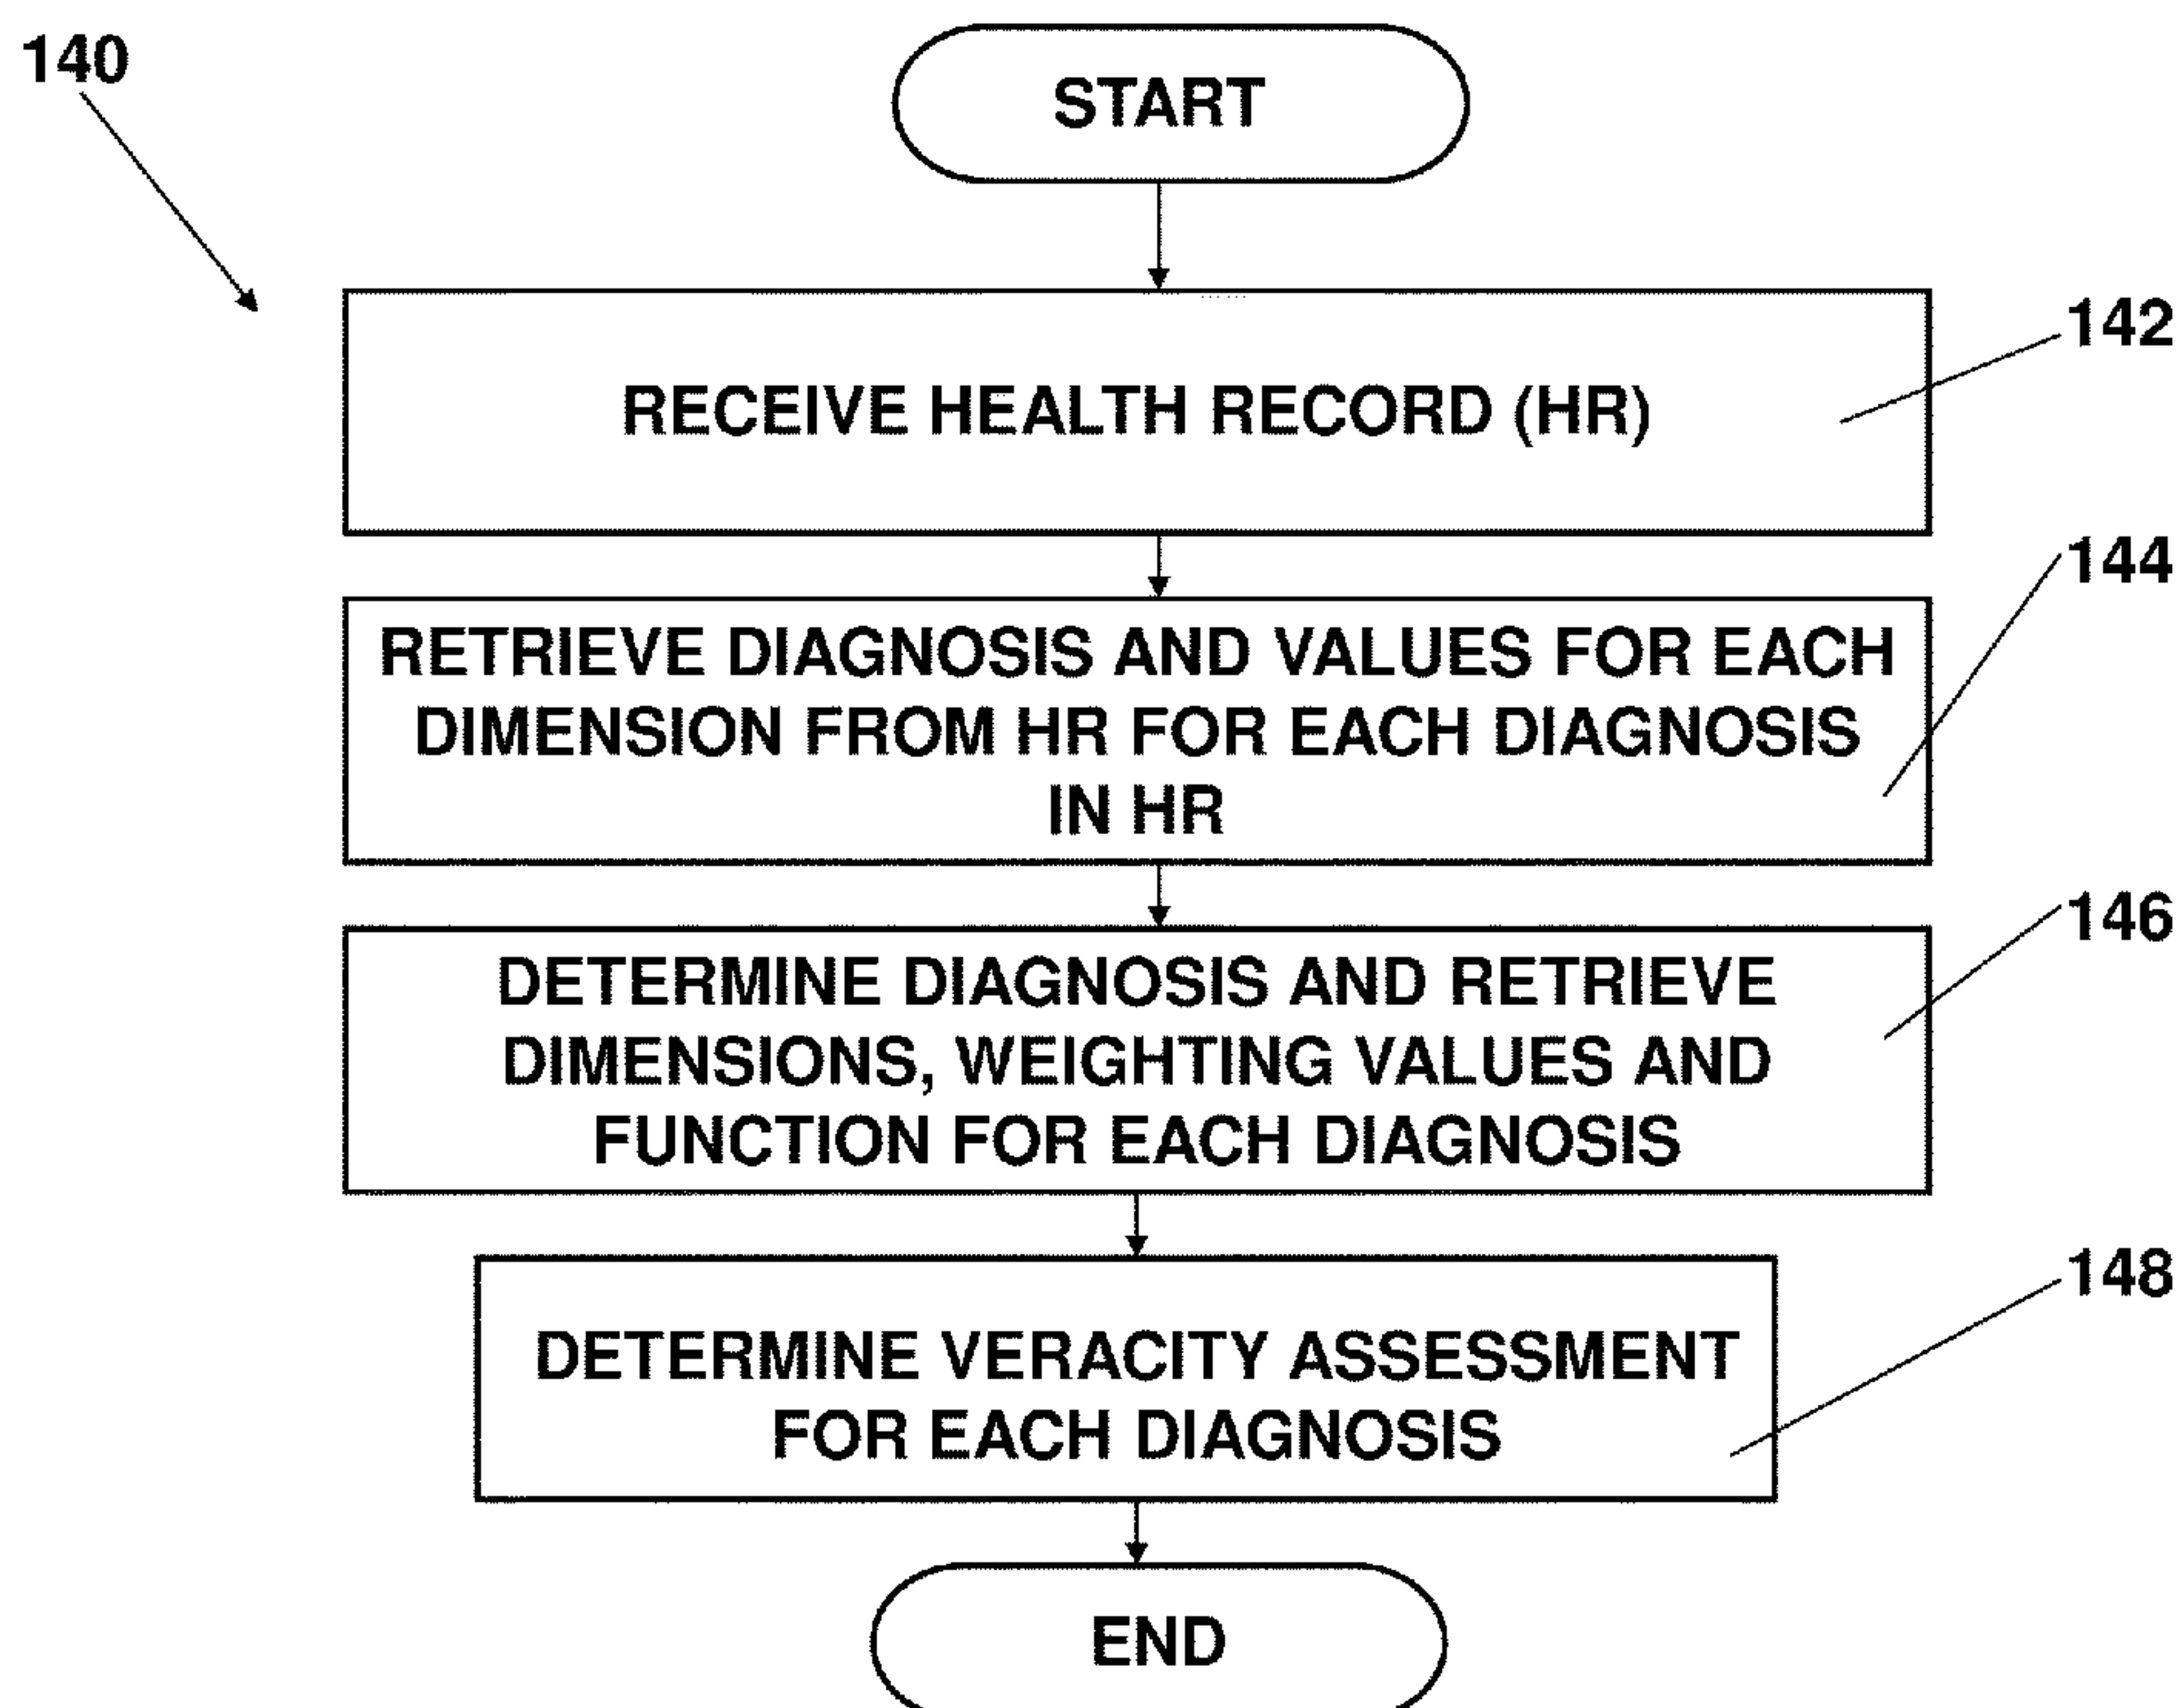 140
START
142
RECEIVE HEALTH RECORD (HR)
144
RETRIEVE DIAGNOSIS AND VALUES FOR EACH
DIMENSION FROM HR FOR EACH DIAGNOSIS
IN HR
146
DETERMINE DIAGNOSIS AND RETRIEVE
DIMENSIONS, WEIGHTING VALUES AND
FUNCTION FOR EACH DIAGNOSIS
148
DETERMINE VERACITY ASSESSMENT
FOR EACH DIAGNOSIS
END